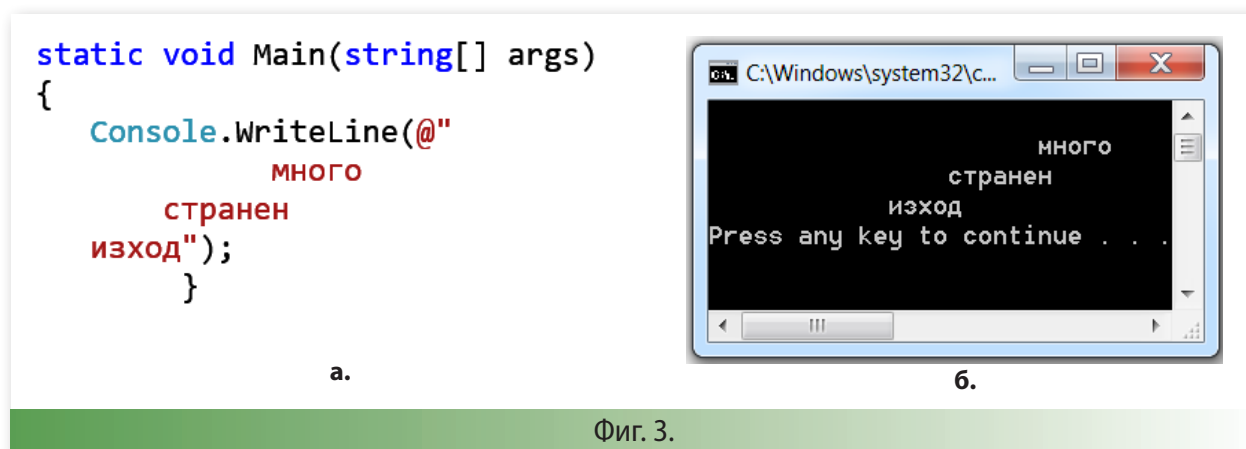 static void Main(string[] args)
{
Console.WriteLine(@"
много
странен
изход");
}
а.
C:\Windows\system32\c...
много
странен
изход
Press any key to continue . . .
б.
Фиг. 3.